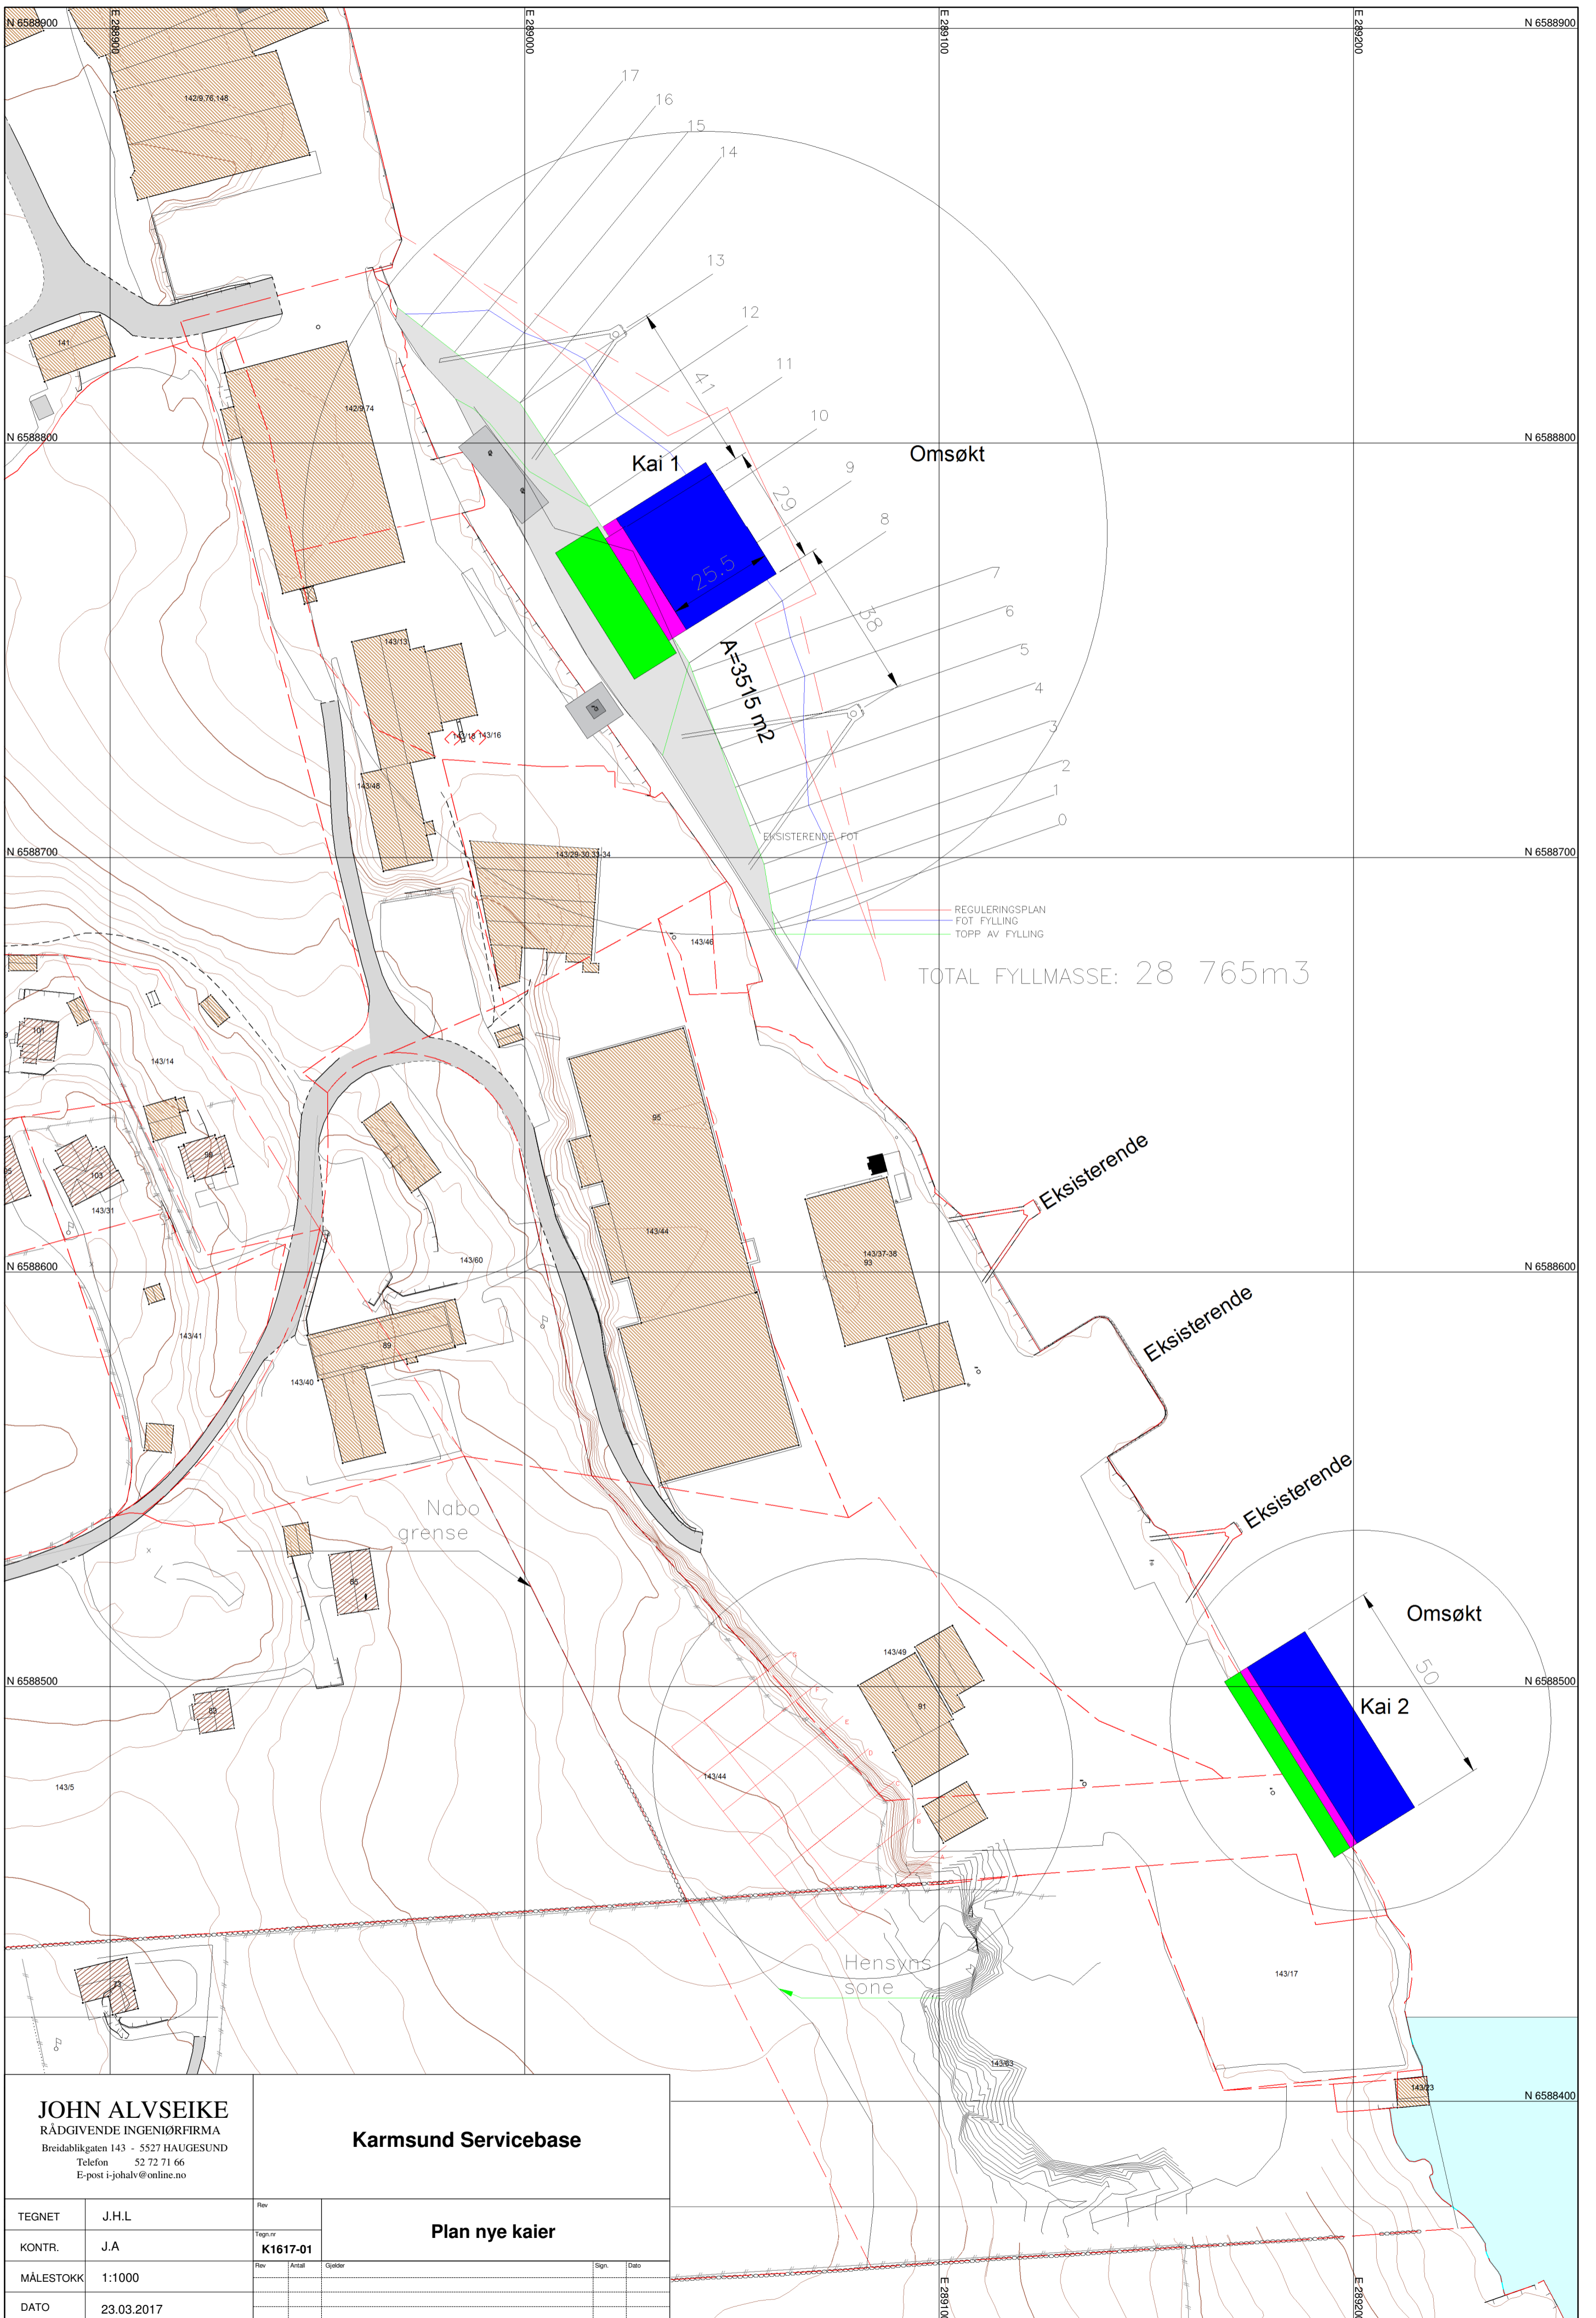 N 6588900
E 288900
E 289000
E 289100
E 289200
N 6588900
17
16
15
14
13
12
11
10
9
8
7
6
5
4
3
2
1
0
142/9,76,148
141
142/9,74
N 6588800
N 6588800
41
Kai 1
Omsøkt
29
25.5
38
A=3515 m2
143/13
143/16
143/48
EKSISTERENDE FOT
N 6588700
143/29-30,33-34
N 6588700
REGULERINGSPLAN
FOT FYLLING
TOPP AV FYLLING
TOTAL FYLLMASSE: 28 765m3
143/46
101
143/14
95
103
143/31
143/44
143/60
143/37-38
93
Eksisterende
N 6588600
N 6588600
Eksisterende
143/41
89
143/40
Eksisterende
Nabo
grense
85
Omsøkt
50
143/49
N 6588500
N 6588500
91
Kai 2
G
F
E
D
C
B
A
143/5
143/44
Hensyns
sone
143/17
73
143/63
143/23
N 6588400
E 289100
E 289200
JOHN ALVSEIKE
RÅDGIVENDE INGENIØRFIRMA
Breidablikgaten 143 - 5527 HAUGESUND
Telefon 52 72 71 66
E-post i-johalv@online.no
Karmsund Servicebase
TEGNET J.H.L
KONTR. J.A
MÅLESTOKK 1:1000
DATO 23.03.2017
Rev
Tegn.nr
K1617-01
Plan nye kaier
Rev Antall Gjelder Sign. Dato